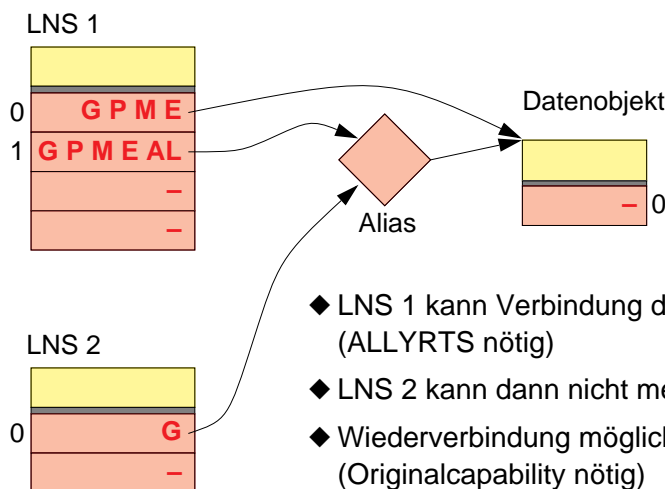 LNS 1
0 G P M E
1 G P M E AL
–
–
Alias
Datenobjekt
– 0
LNS 2
0 G
–
◆ LNS 1 kann Verbindung
(ALLYRTS nötig)
◆ LNS 2 kann dann nicht
◆ Wiederverbindung möglich
(Originalcapability nötig)